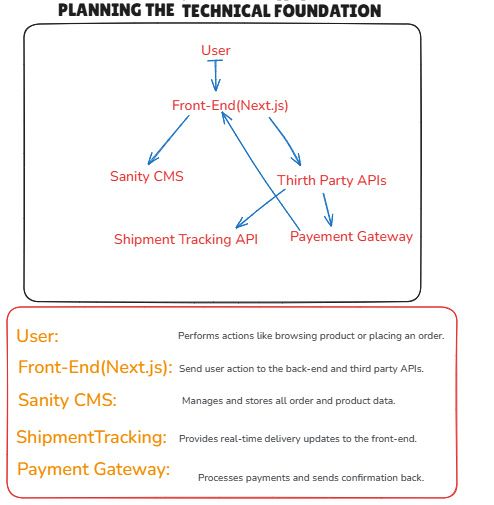 PLANNING THE TECHNICAL FOUNDATION
User
Front-End(Next.js)
Sanity CMS
Thirth Party APIs
Shipment Tracking API
Payement Gateway
User: Performs actions like browsing product or placing an order.
Front-End(Next.js): Send user action to the back-end and third party APIs.
Sanity CMS: Manages and stores all order and product data.
ShipmentTracking: Provides real-time delivery updates to the front-end.
Payment Gateway: Processes payments and sends confirmation back.